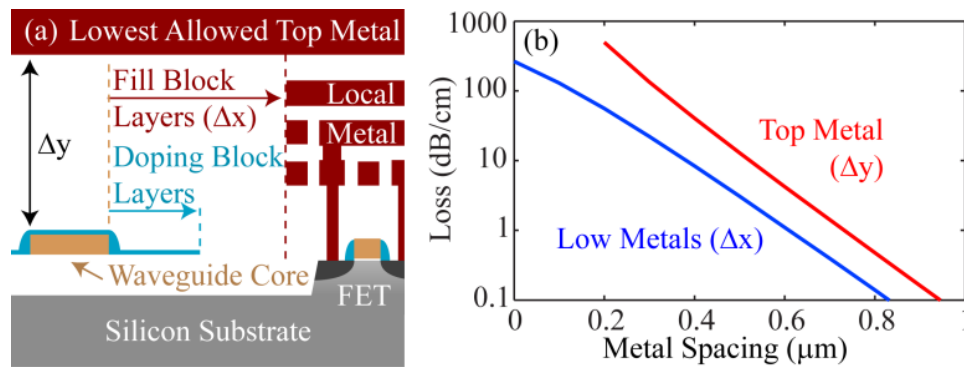 (a) Lowest Allowed Top Metal
Fill Block
Layers (Δx)
Local
Metal
Δy
Doping Block
Layers
Waveguide Core
FET
Silicon Substrate
(b)
1000
100
10
1
0.1
Loss (dB/cm)
Top Metal
(Δy)
Low Metals (Δx)
0
0.2
0.4
0.6
0.8
1
Metal Spacing (μm)